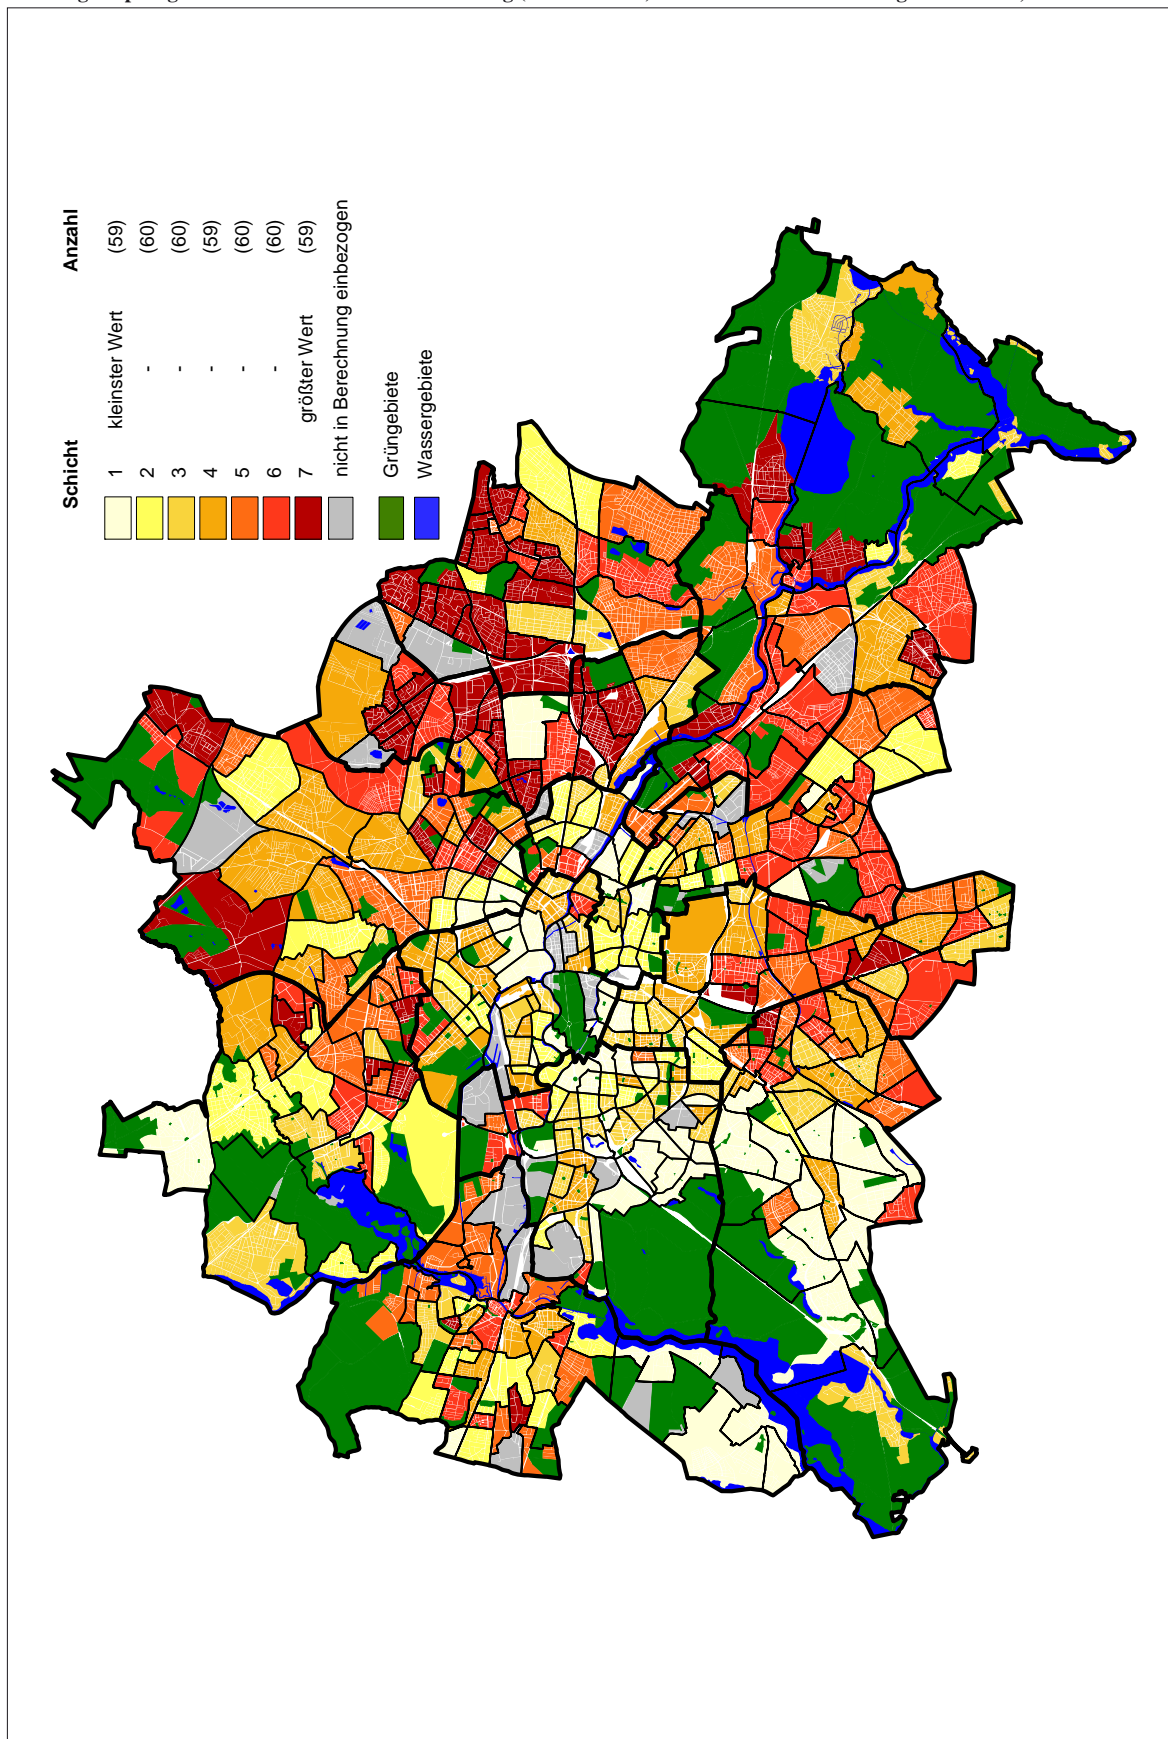 Schicht Anzahl
1 kleinster Wert (59)
2 - (60)
3 - (60)
4 - (59)
5 - (60)
6 - (60)
7 größter Wert (59)
nicht in Berechnung einbezogen
Grüngebiete
Wassergebiete